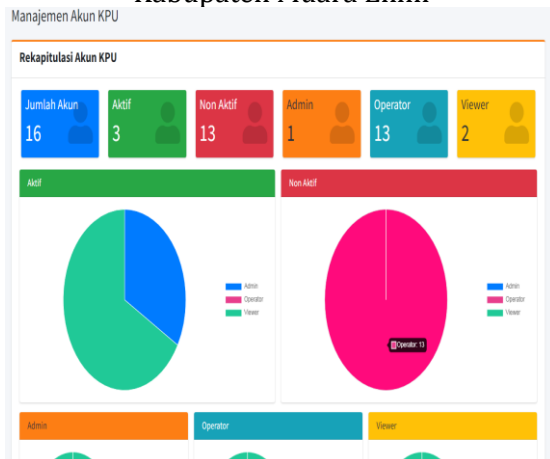 Manajemen Akun KPU
Rekapitulasi Akun KPU
Jumlah Akun
16
Aktif
3
Non Aktif
13
Admin
1
Operator
13
Viewer
2
Aktif
Admin
Operator
Viewer
Non Aktif
Admin
Operator
Viewer
Operator: 13
Admin
Operator
Viewer